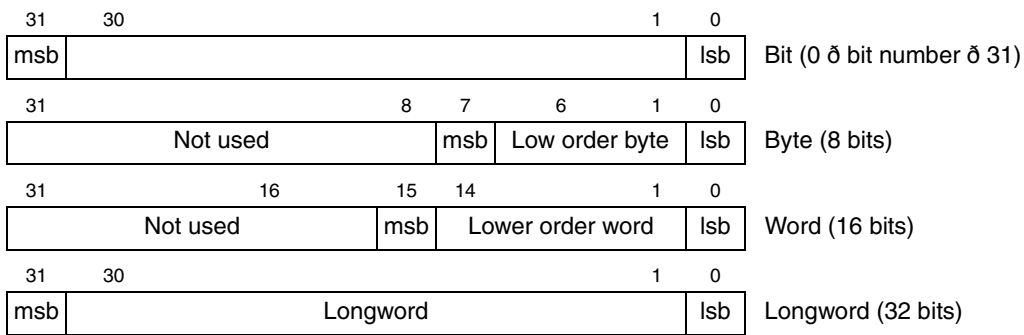 31 30 1 0
msb lsb Bit (0 ð bit number ð 31)
31 8 7 6 1 0
Not used msb Low order byte lsb Byte (8 bits)
31 16 15 14 1 0
Not used msb Lower order word lsb Word (16 bits)
31 30 1 0
msb Longword lsb Longword (32 bits)